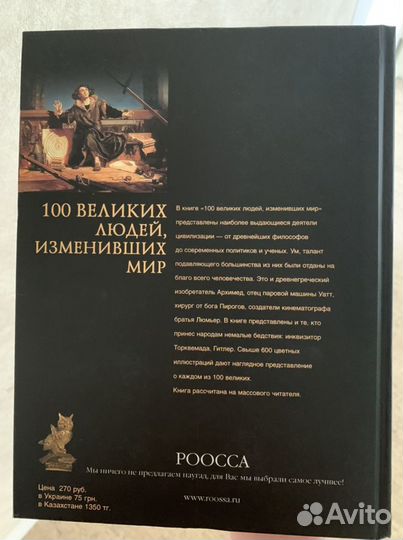 100 ВЕЛИКИХ
ЛЮДЕЙ,
ИЗМЕНИВШИХ
МИР
В книге «100 великих людей, изменивших мир»
представлены наиболее выдающиеся деятели
цивилизации — от древнейших философов
до современных политиков и ученых. Ум, талант
подавляющего большинства из них были отданы на
благо всего человечества. Это и древнегреческий
изобретатель Архимед, отец паровой машины Уатт,
хирург от бога Пирогов, создатели кинематографа
братья Люмьер. В книге представлены и те, кто
принес народам немалые бедствия: инквизитор
Торквемада, Гитлер. Свыше 600 цветных
иллюстраций дают наглядное представление
о каждом из 100 великих.
Книга рассчитана на массового читателя.
РООССА
Мы ничего не предлагаем наугад, для Вас мы выбрали самое лучшее!
www.roossa.ru
Цена 270 руб.
в Украине 75 грн.
в Казахстане 1350 тг.
Avito